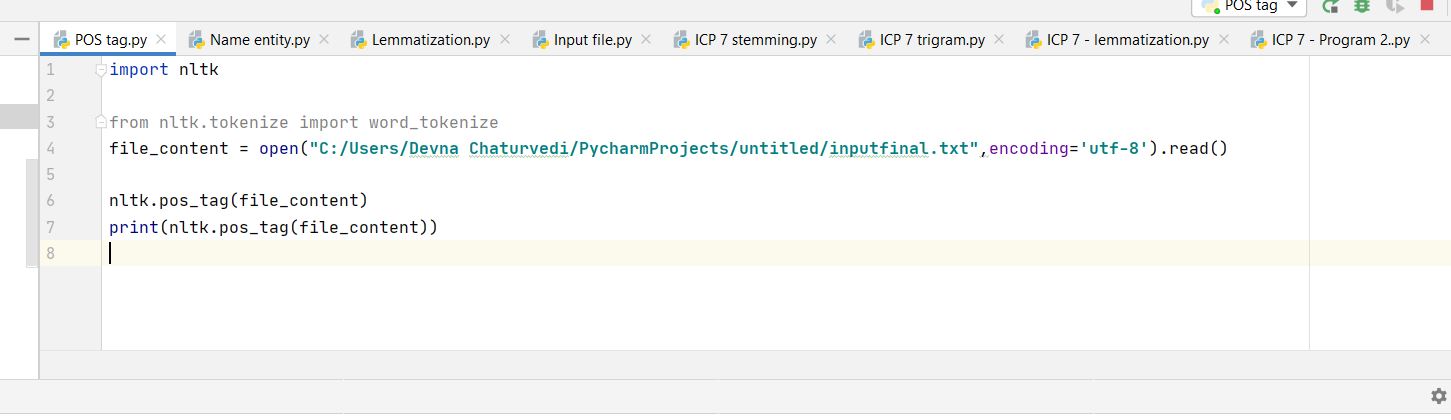 POS tag
POS tag.py Name entity.py Lemmatization.py Input file.py ICP 7 stemming.py ICP 7 trigram.py ICP 7 - lemmatization.py ICP 7 - Program 2..py
1 import nltk
2
3 from nltk.tokenize import word_tokenize
4 file_content = open("C:/Users/Devna Chaturvedi/PycharmProjects/untitled/inputfinal.txt",encoding='utf-8').read()
5
6 nltk.pos_tag(file_content)
7 print(nltk.pos_tag(file_content))
8